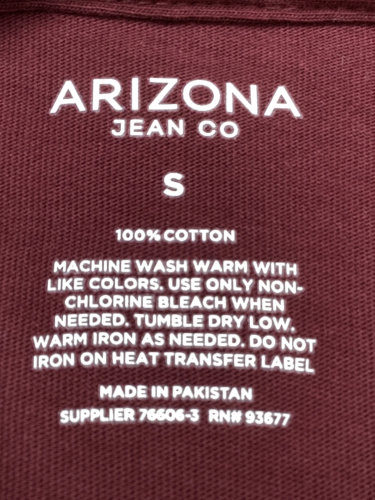 ARIZONA
JEAN CO
S
100% COTTON
MACHINE WASH WARM WITH
LIKE COLORS. USE ONLY NON-
CHLORINE BLEACH WHEN
NEEDED. TUMBLE DRY LOW.
WARM IRON AS NEEDED. DO NOT
IRON ON HEAT TRANSFER LABEL
MADE IN PAKISTAN
SUPPLIER 76606-3 RN# 93677